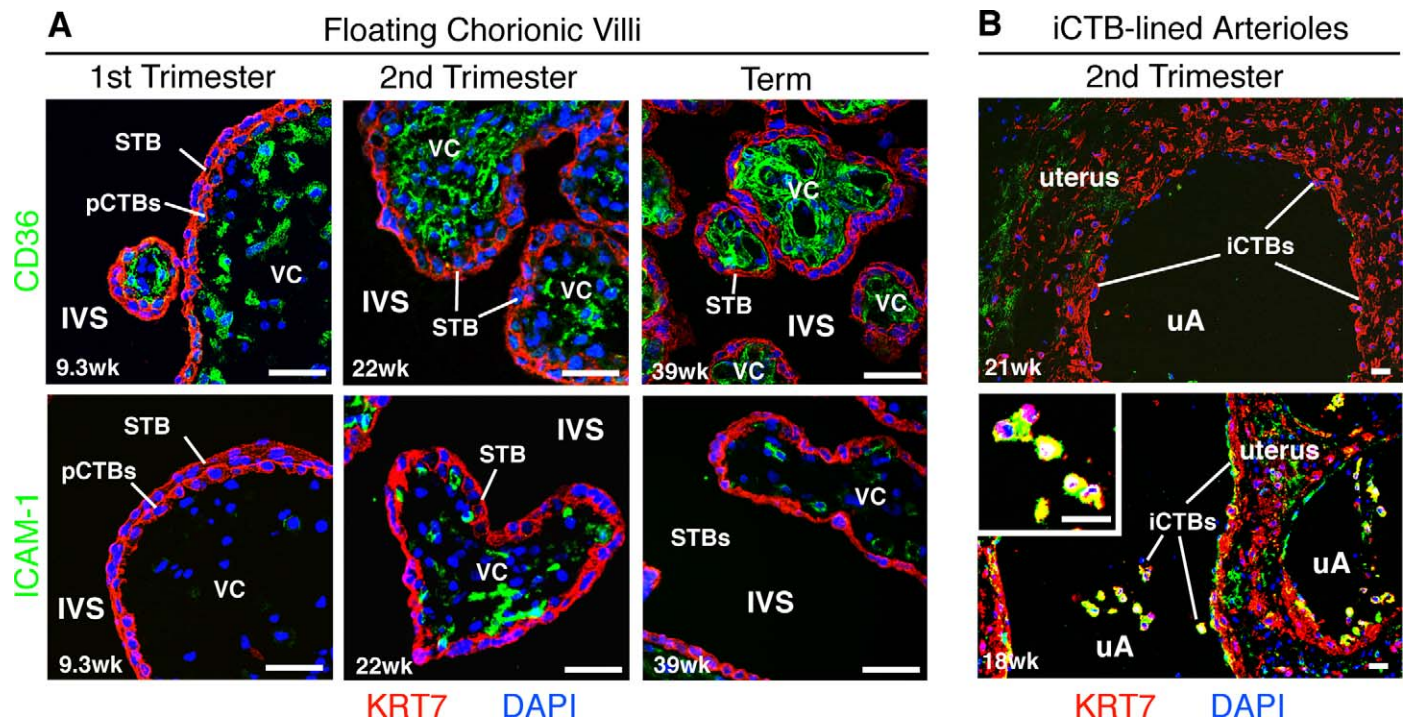 A
Floating Chorionic Villi
1st Trimester
2nd Trimester
Term
CD36
STB
pCTBs
VC
IVS
9.3wk
VC
VC
STB
22wk
VC
STB
IVS
VC
VC
39wk
ICAM-1
STB
pCTBs
IVS
VC
9.3wk
IVS
STB
VC
22wk
VC
STBs
IVS
39wk
KRT7 DAPI
B
iCTB-lined Arterioles
2nd Trimester
uterus
iCTBs
uA
21wk
uterus
iCTBs
uA
uA
18wk
KRT7 DAPI